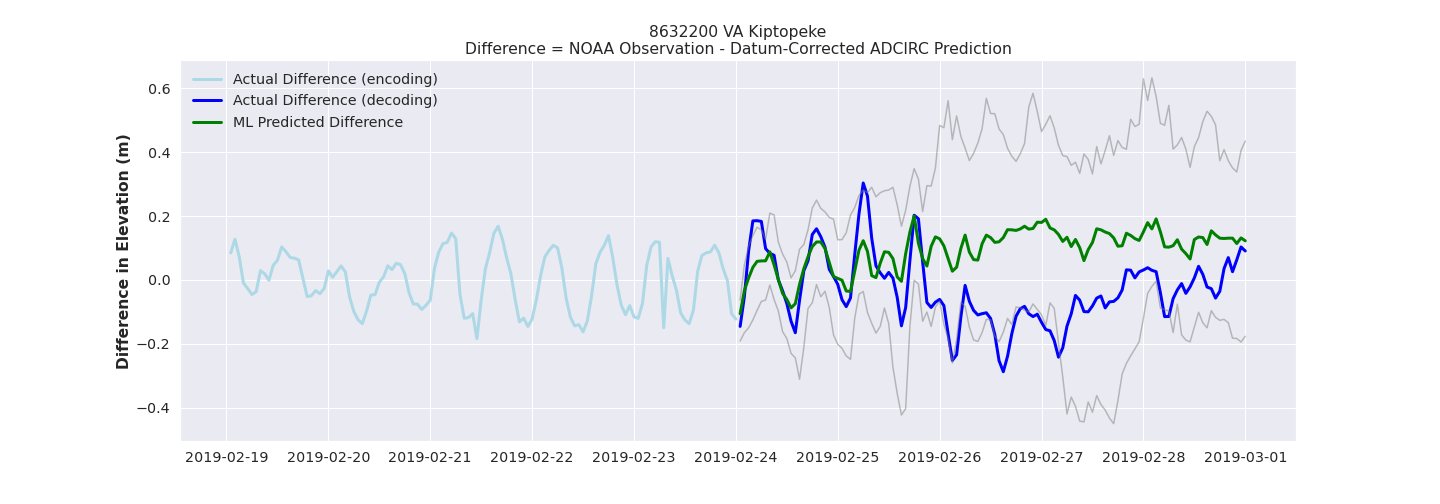 8632200 VA Kiptopeke
Difference = NOAA Observation - Datum-Corrected ADCIRC Prediction
Actual Difference (encoding)
Actual Difference (decoding)
ML Predicted Difference
Difference in Elevation (m)
0.6
0.4
0.2
0.0
−0.2
−0.4
2019-02-19 2019-02-20 2019-02-21 2019-02-22 2019-02-23 2019-02-24 2019-02-25 2019-02-26 2019-02-27 2019-02-28 2019-03-01